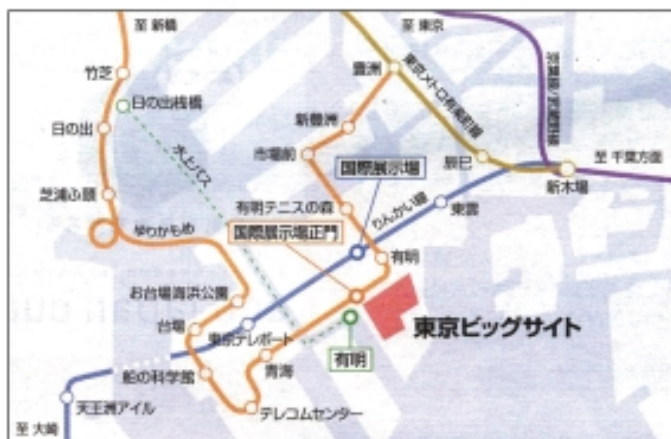 至 新橋
至 東京
竹芝
豊洲
東京メトロ有楽町線
日の出桟橋
日の出
新豊洲
水上バス
市場前
国際展示場
辰巳
至 千葉方面
新木場
芝浦ふ頭
有明テニスの森
りんかい線
東雲
ゆりかもめ
国際展示場正門
有明
お台場海浜公園
台場
東京テレポート
東京ビッグサイト
有明
船の科学館
青海
天王洲アイル
テレコムセンター
至 大崎